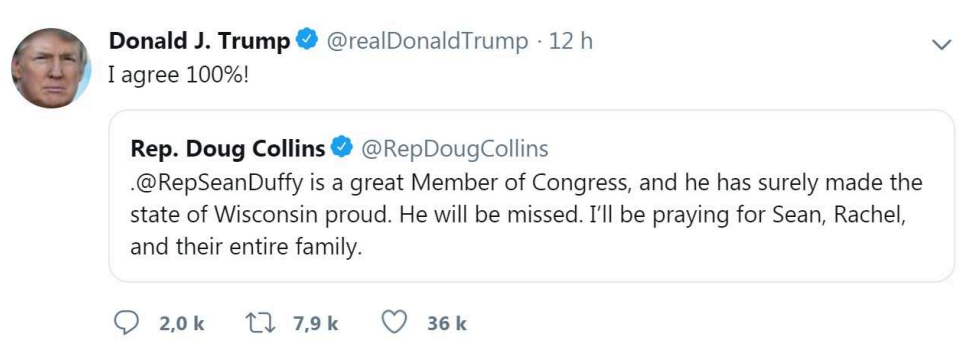 Donald J. Trump @realDonaldTrump · 12 h
I agree 100%!
Rep. Doug Collins @RepDougCollins
.@RepSeanDuffy is a great Member of Congress, and he has surely made the
state of Wisconsin proud. He will be missed. I’ll be praying for Sean, Rachel,
and their entire family.
2,0 k 7,9 k 36 k